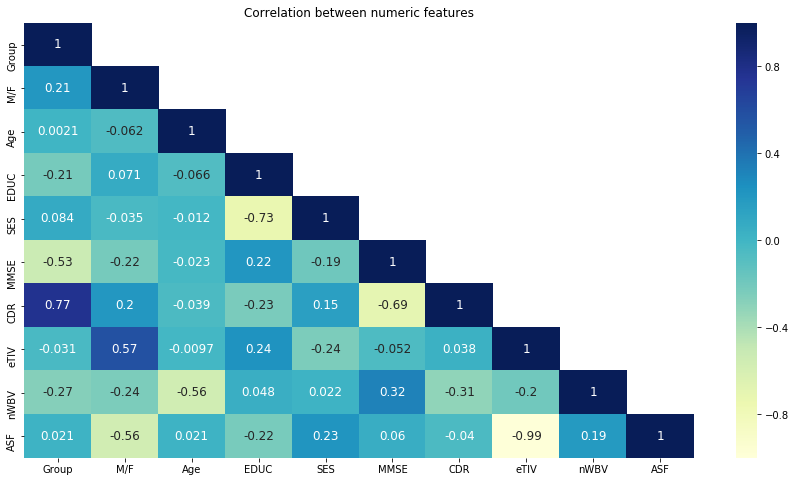 Correlation between numeric features
Group 1
M/F 0.21 1
Age 0.0021 -0.062 1
EDUC -0.21 0.071 -0.066 1
SES 0.084 -0.035 -0.012 -0.73 1
MMSE -0.53 -0.22 -0.023 0.22 -0.19 1
CDR 0.77 0.2 -0.039 -0.23 0.15 -0.69 1
eTIV -0.031 0.57 -0.0097 0.24 -0.24 -0.052 0.038 1
nWBV -0.27 -0.24 -0.56 0.048 0.022 0.32 -0.31 -0.2 1
ASF 0.021 -0.56 0.021 -0.22 0.23 0.06 -0.04 -0.99 0.19 1
Group M/F Age EDUC SES MMSE CDR eTIV nWBV ASF
0.8
0.4
0.0
-0.4
-0.8